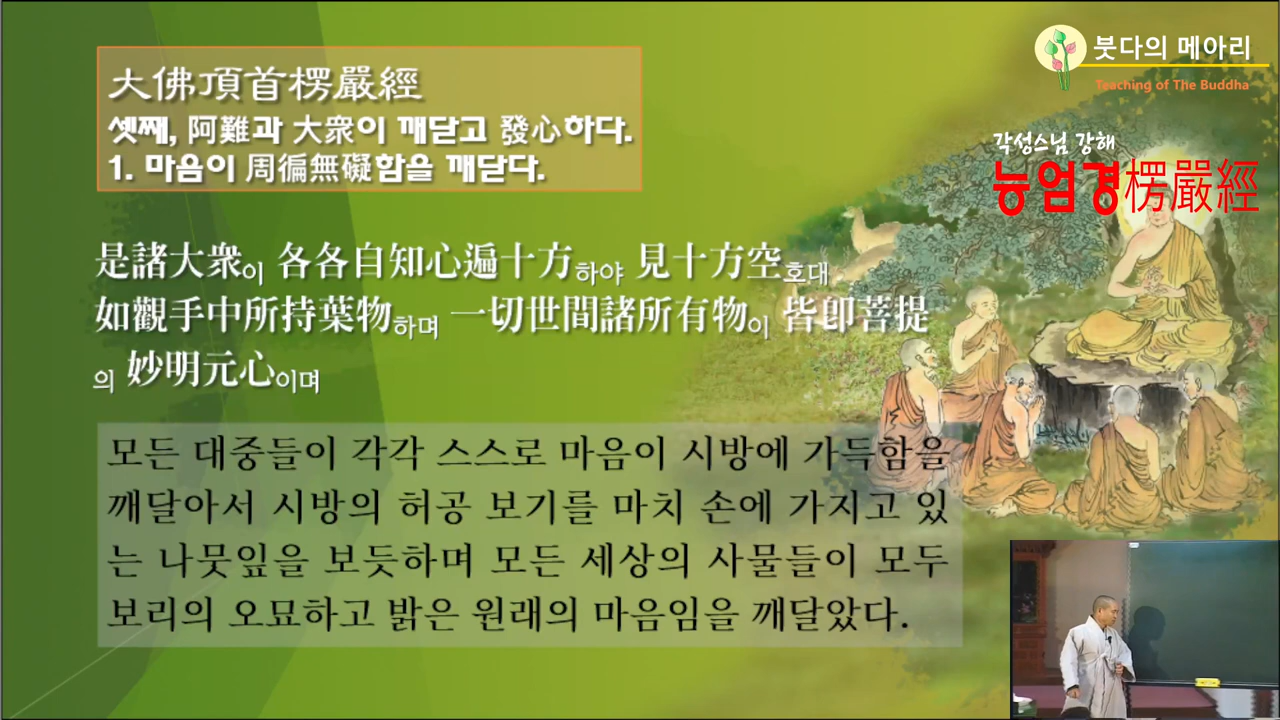 大佛頂首楞嚴經
셋째, 阿難과 大衆이 깨닫고 發心하다.
1. 마음이 周徧無礙함을 깨닫다.
붓다의 메아리
Teaching of The Buddha
각성스님 강해
능엄경楞嚴經
是諸大衆이 各各自知心遍十方하야 見十方空호대
如觀手中所持葉物하며 一切世間諸所有物이 皆卽菩提
의 妙明元心이며
모든 대중들이 각각 스스로 마음이 시방에 가득함을
깨달아서 시방의 허공 보기를 마치 손에 가지고 있
는 나뭇잎을 보듯하며 모든 세상의 사물들이 모두
보리의 오묘하고 밝은 원래의 마음임을 깨달았다.